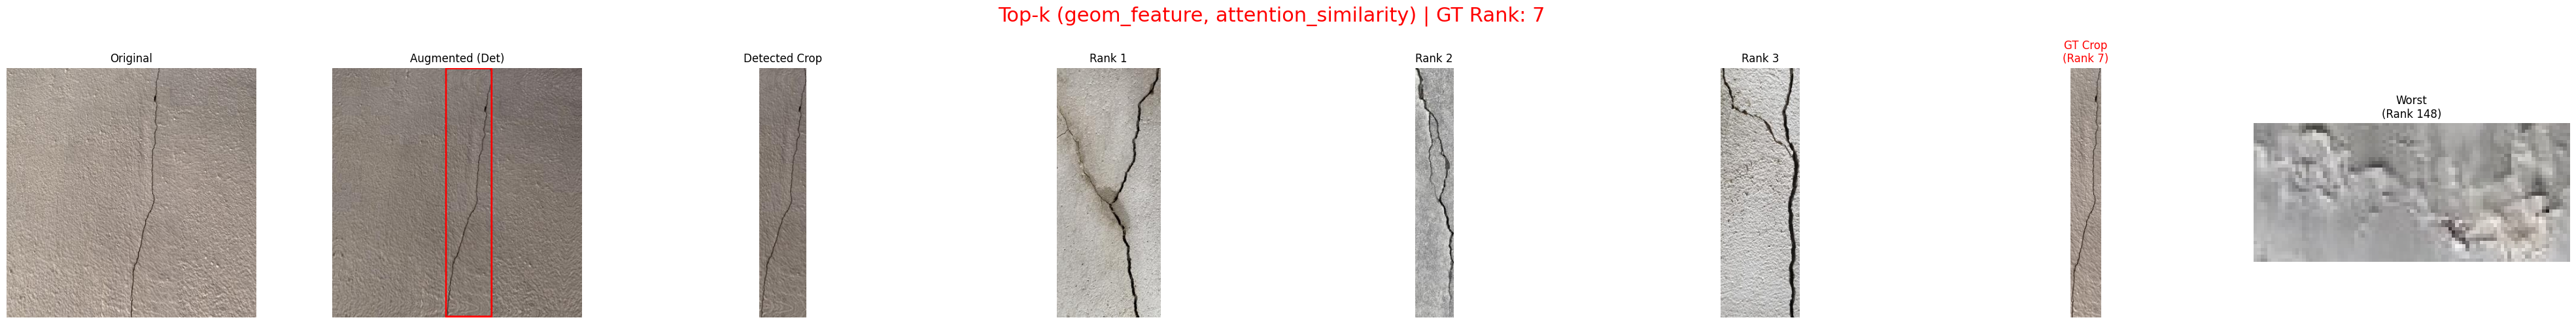 Top-k (geom_feature, attention_similarity) | GT Rank: 7
Original
Augmented (Det)
Detected Crop
Rank 1
Rank 2
Rank 3
GT Crop
(Rank 7)
Worst
(Rank 148)